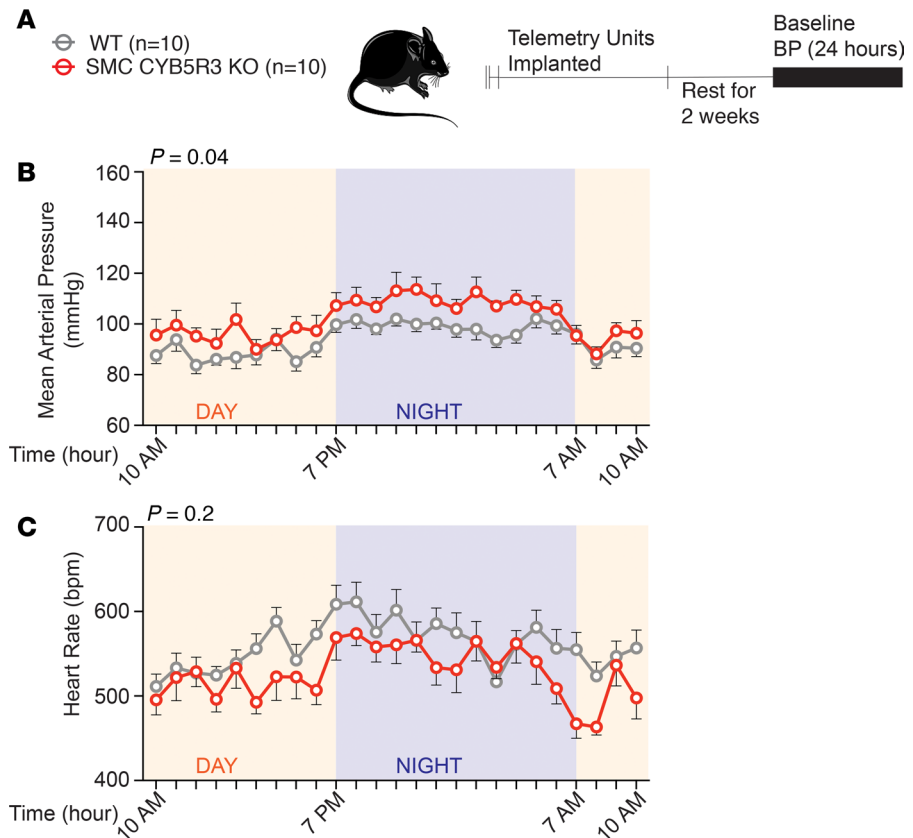 A
WT (n=10)
SMC CYB5R3 KO (n=10)
Telemetry Units
Implanted
Rest for
2 weeks
Baseline
BP (24 hours)
B
P = 0.04
Mean Arterial Pressure
(mmHg)
160
140
120
100
80
60
DAY
NIGHT
Time (hour)
10 AM
7 PM
7 AM
10 AM
C
P = 0.2
Heart Rate (bpm)
700
600
500
400
DAY
NIGHT
Time (hour)
10 AM
7 PM
7 AM
10 AM